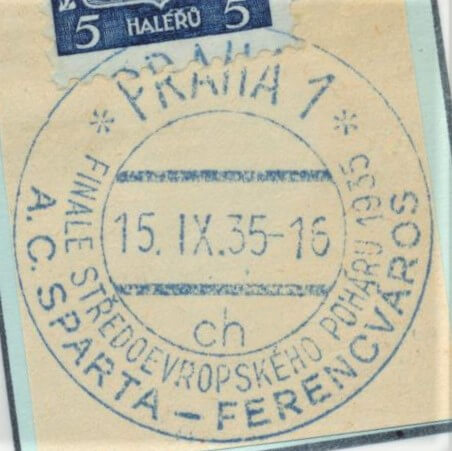 5 HALÉŘŮ 5
* PRAHA 1 *
FINALE STŘEDOEVROPSKÉHO POHÁRU 1935
15. IX. 35-16
ch
A.C. SPARTA – FERENCVÁROS